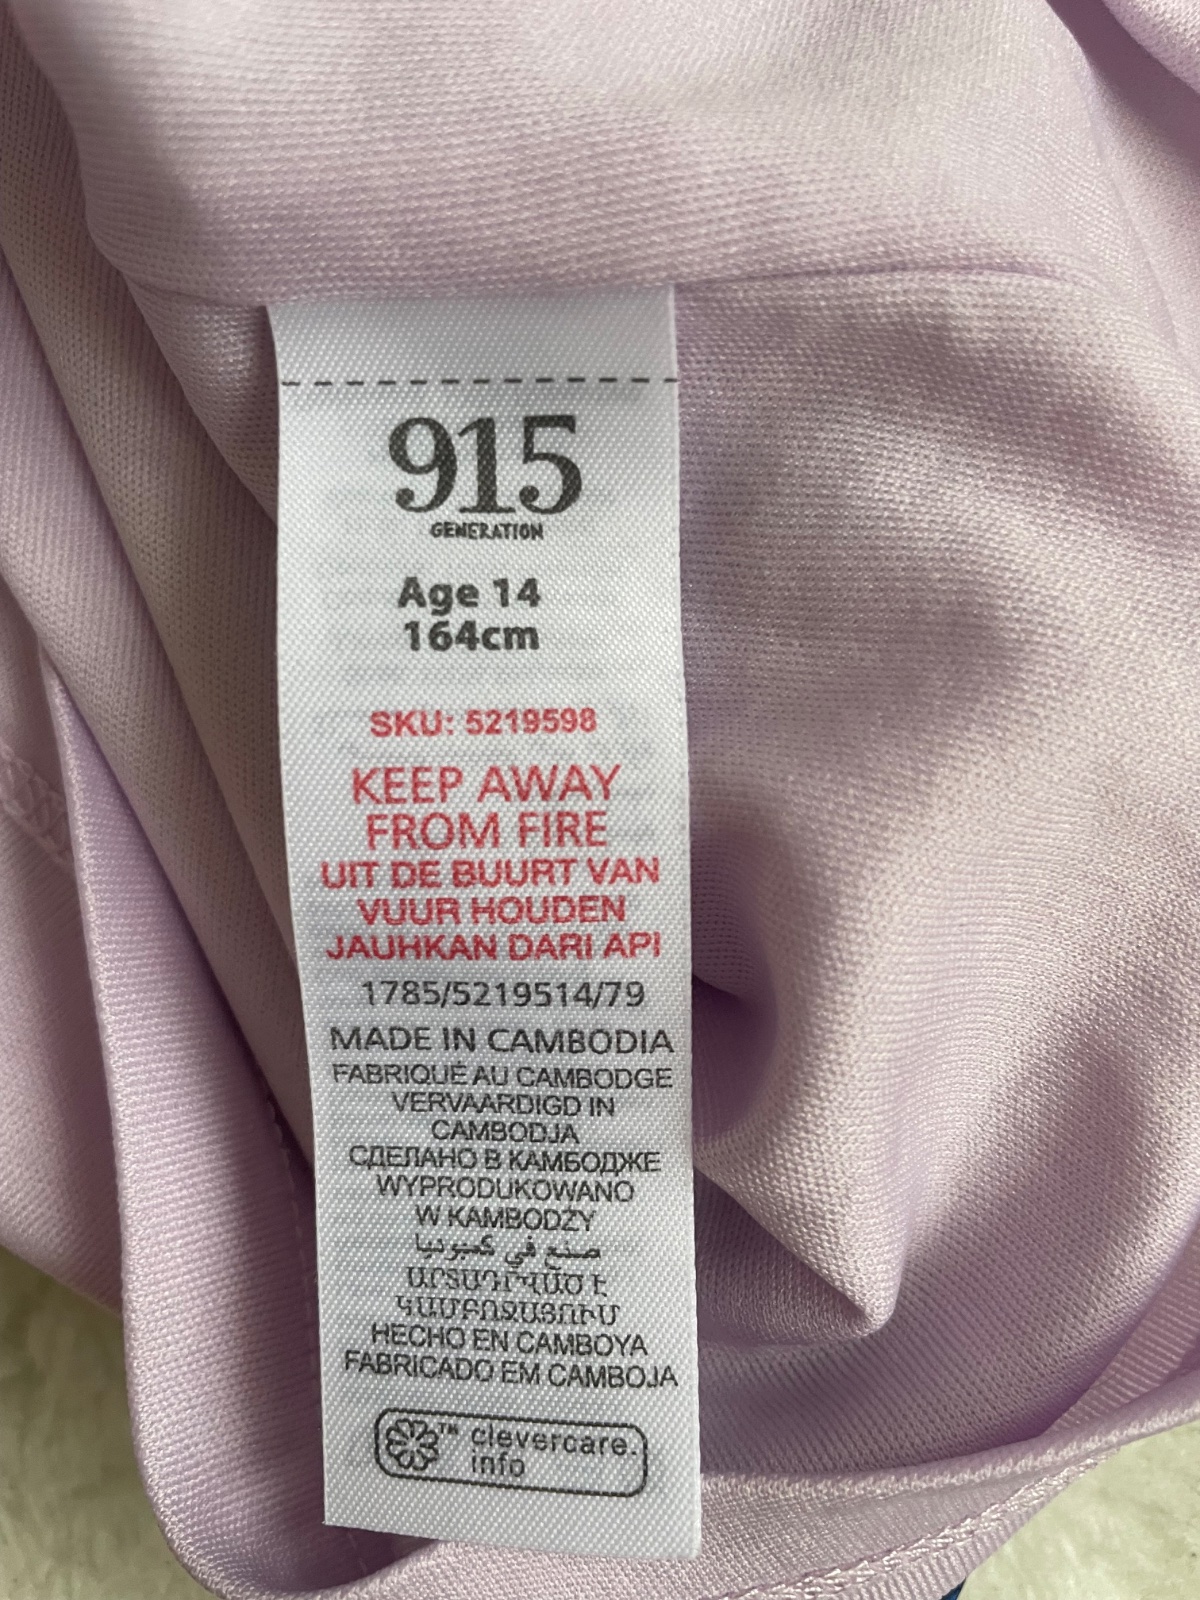 915
GENERATION
Age 14
164cm
SKU: 5219598
KEEP AWAY
FROM FIRE
UIT DE BUURT VAN
VUUR HOUDEN
JAUHKAN DARI API
1785/5219514/79
MADE IN CAMBODIA
FABRIQUÉ AU CAMBODGE
VERVAARDIGD IN
CAMBODJA
СДЕЛАНО В КАМБОДЖЕ
WYPRODUKOWANO
W KAMBODŻY
صنع في كمبوديا
ԱՐՏԱԴՐՎԱԾ Է
ԿԱՄԲՈՋԱՅՈՒՄ
HECHO EN CAMBOYA
FABRICADO EM CAMBOJA
™ clevercare.
info